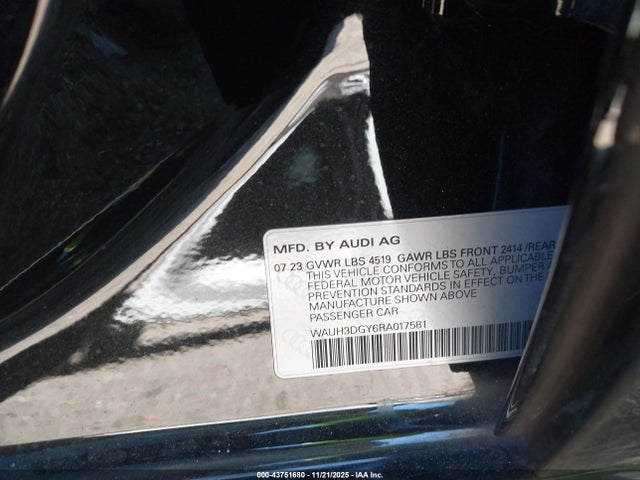 MFD. BY AUDI AG
07 23 GVWR LBS 4519 GAWR LBS FRONT 2414 /REAR
THIS VEHICLE CONFORMS TO ALL APPLICABLE
FEDERAL MOTOR VEHICLE SAFETY, BUMPER A
PREVENTION STANDARDS IN EFFECT ON THE
MANUFACTURE SHOWN ABOVE
PASSENGER CAR
WAUH3DGY6RA017581
000-43751680 - 11/21/2025 - IAA Inc.